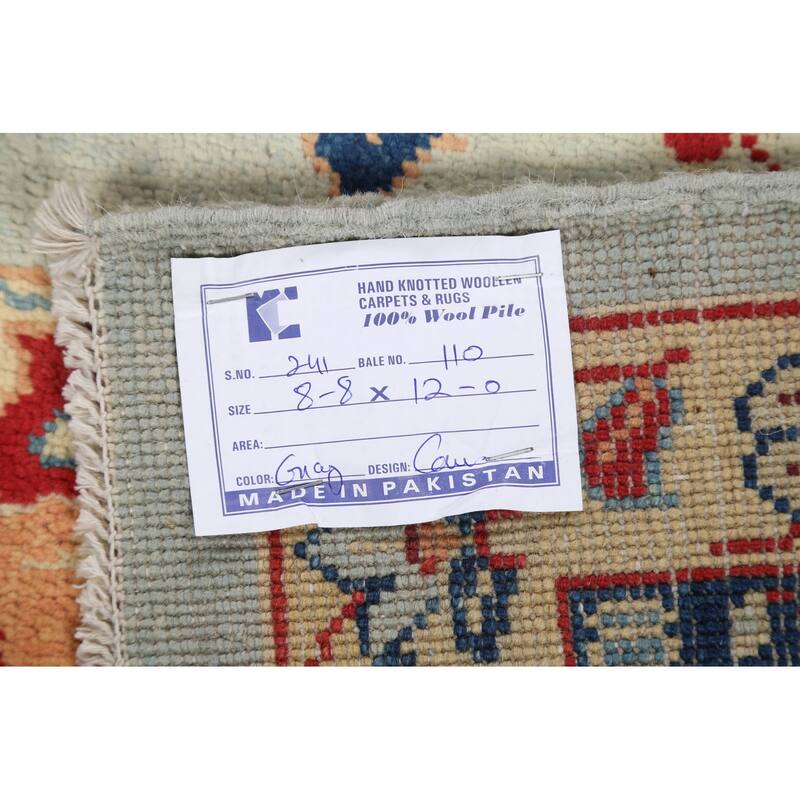 HAND KNOTTED WOOLLEN
CARPETS & RUGS
100% Wool Pile
S.NO. 241 BALE NO. 110
SIZE 8-8 x 12-0
AREA:
COLOR: Gray DESIGN:
MADE IN PAKISTAN